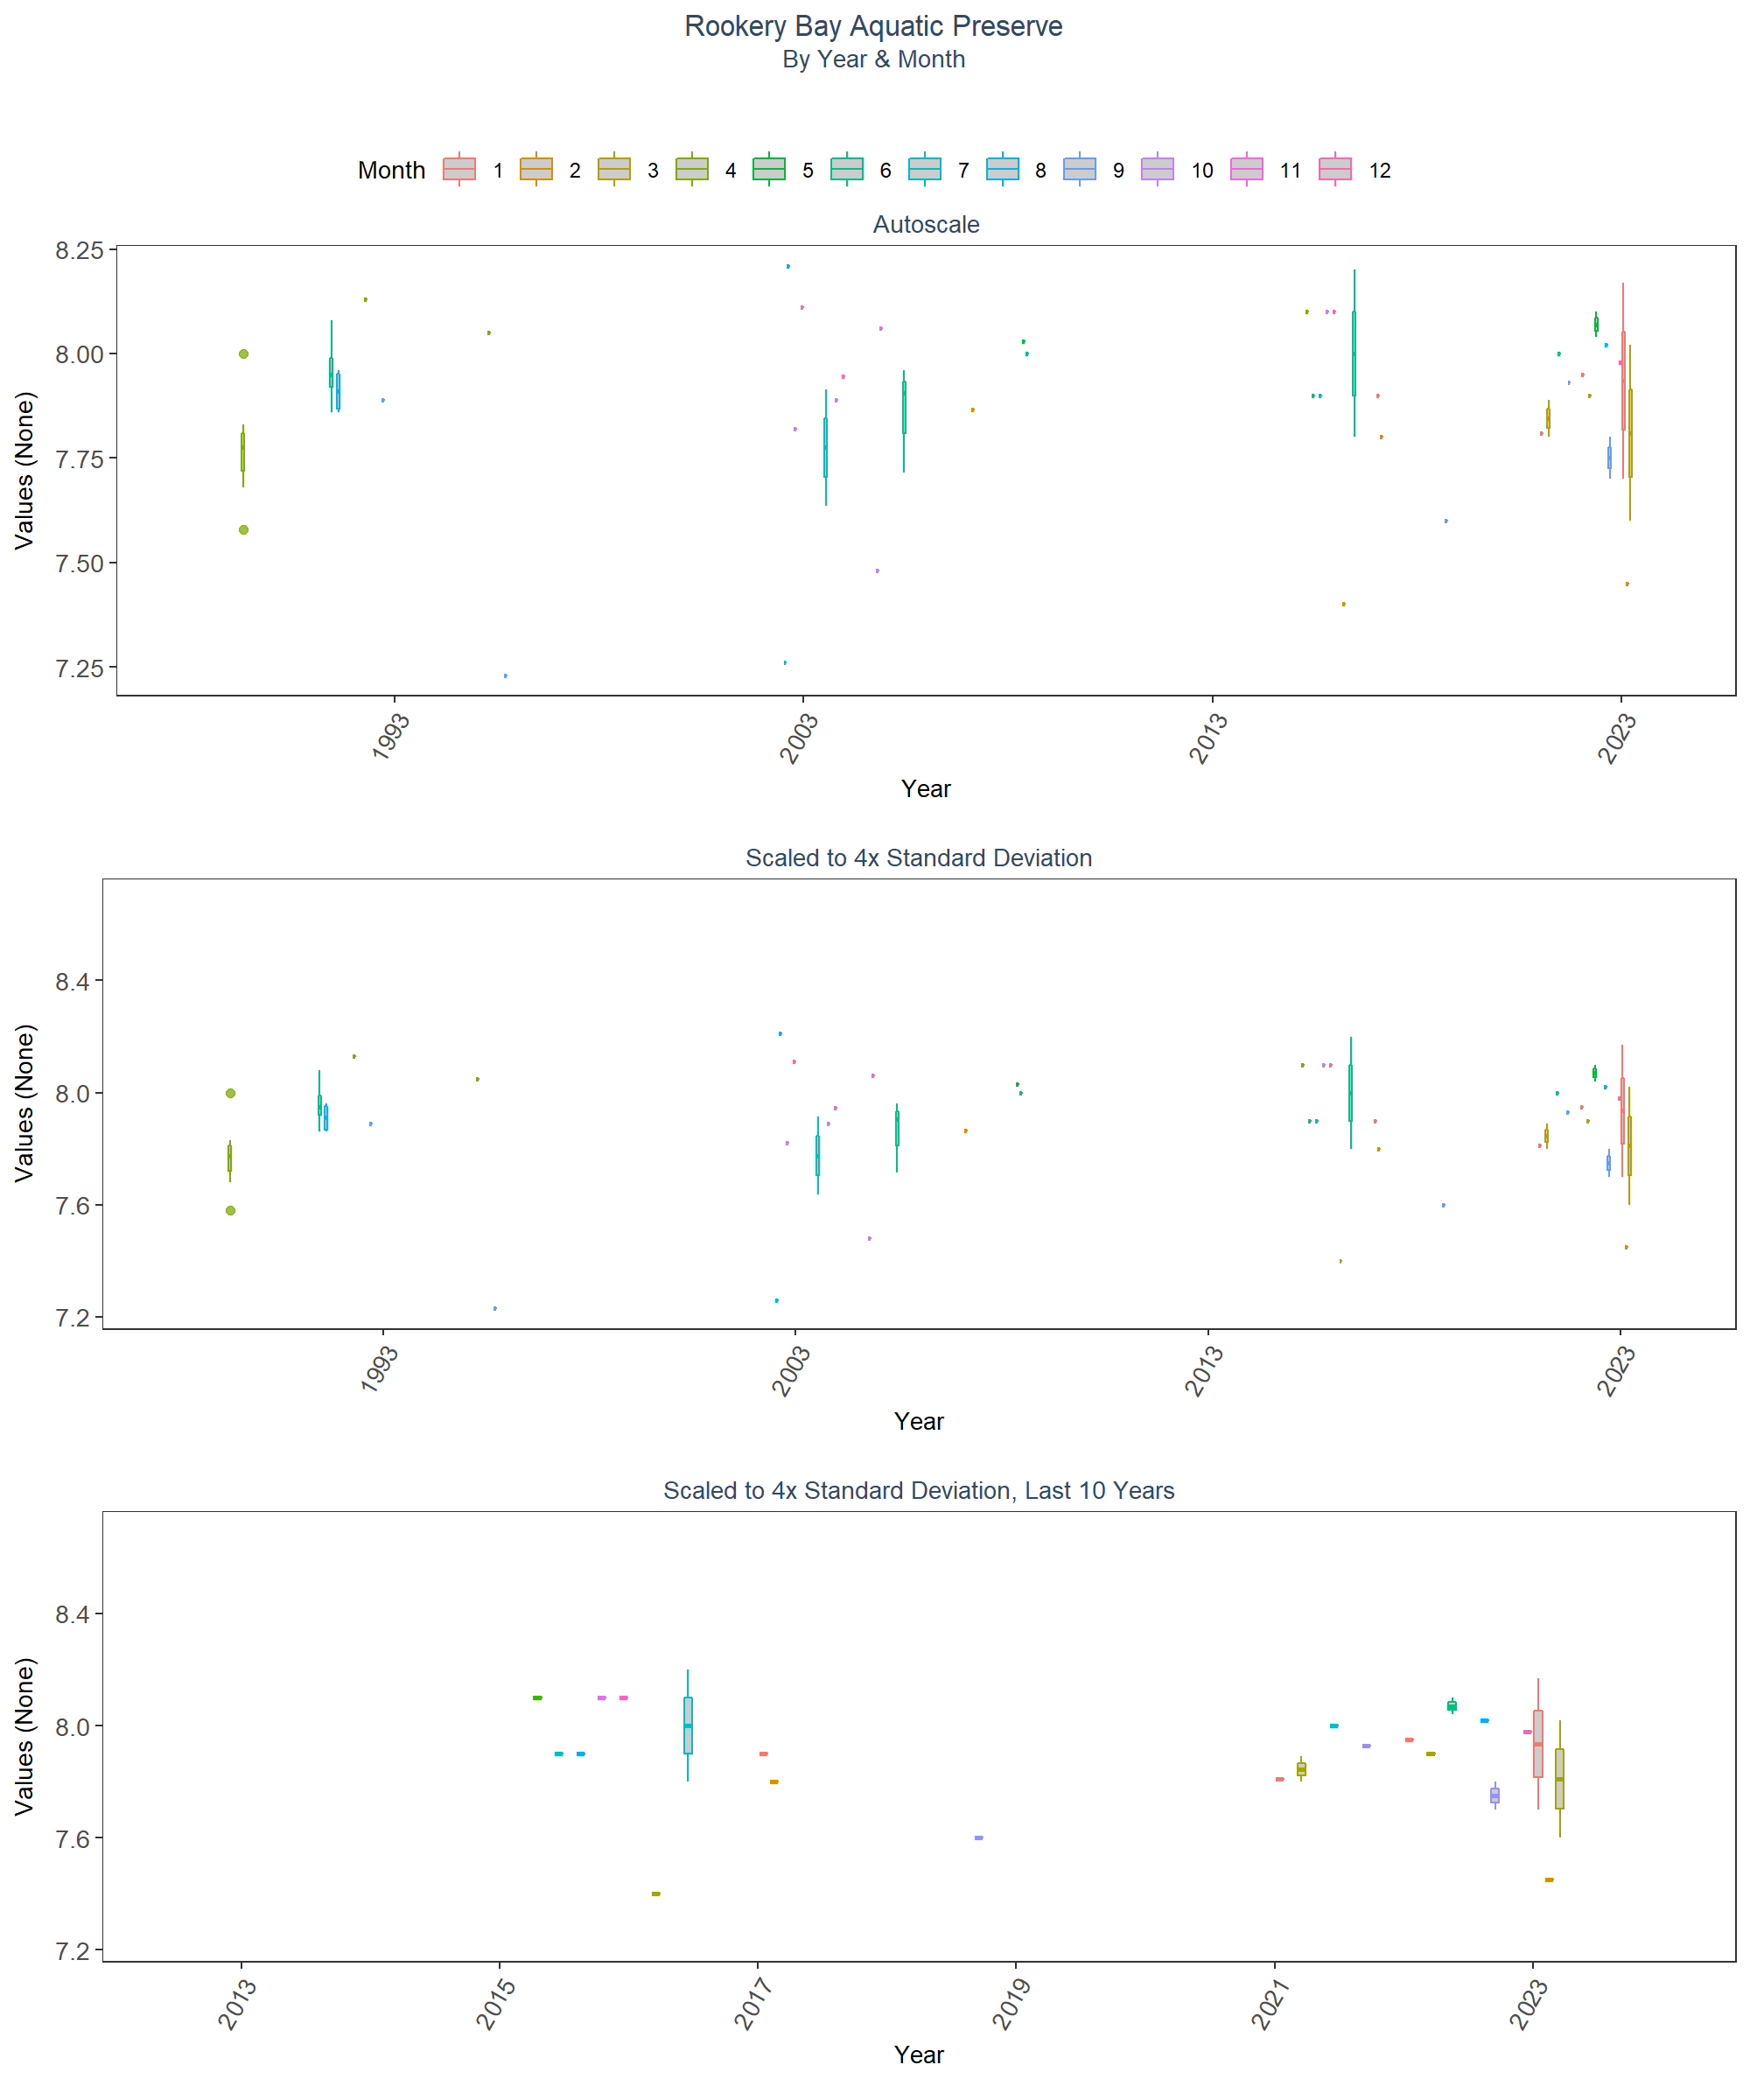 Rookery Bay Aquatic Preserve
By Year & Month
Month 1 2 3 4 5 6 7 8 9 10 11 12
Autoscale
8.25
8.00
7.75
7.50
7.25
Values (None)
1993 2003 2013 2023
Year
Scaled to 4x Standard Deviation
8.4
8.0
7.6
7.2
Values (None)
1993 2003 2013 2023
Year
Scaled to 4x Standard Deviation, Last 10 Years
8.4
8.0
7.6
7.2
Values (None)
2013 2015 2017 2019 2021 2023
Year